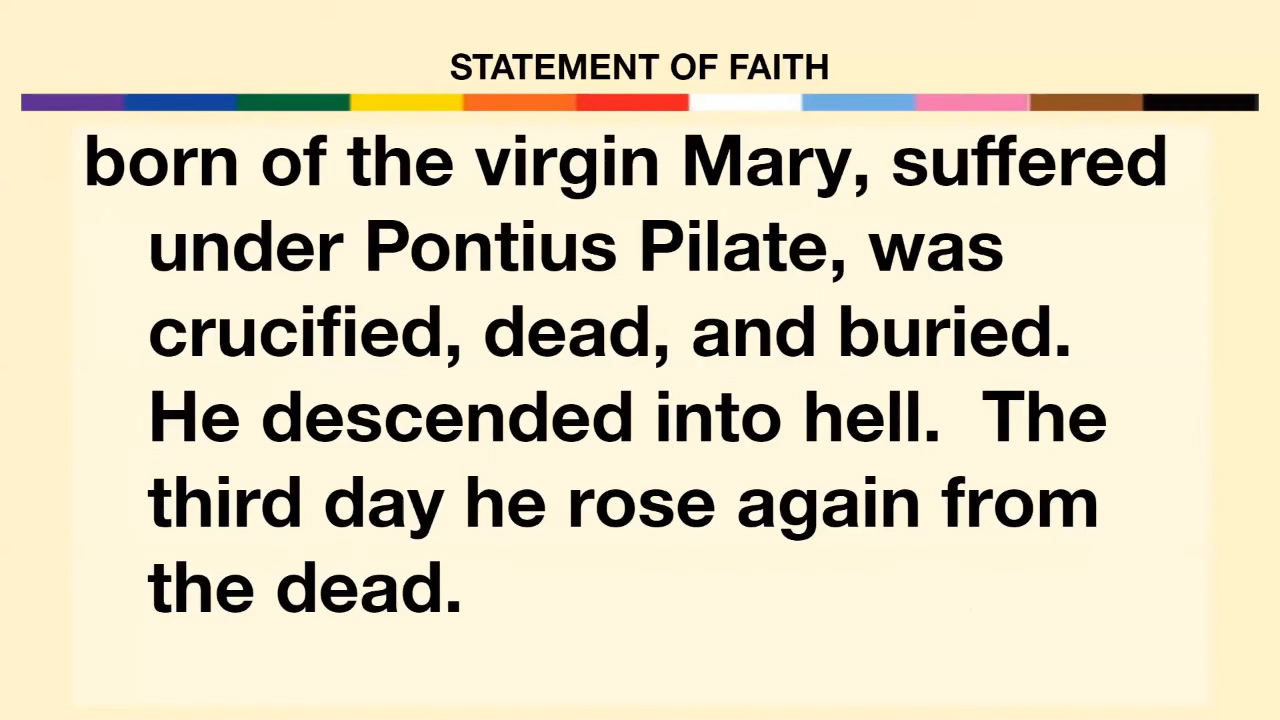 STATEMENT OF FAITH
born of the virgin Mary, suffered
under Pontius Pilate, was
crucified, dead, and buried.
He descended into hell.  The
third day he rose again from
the dead.